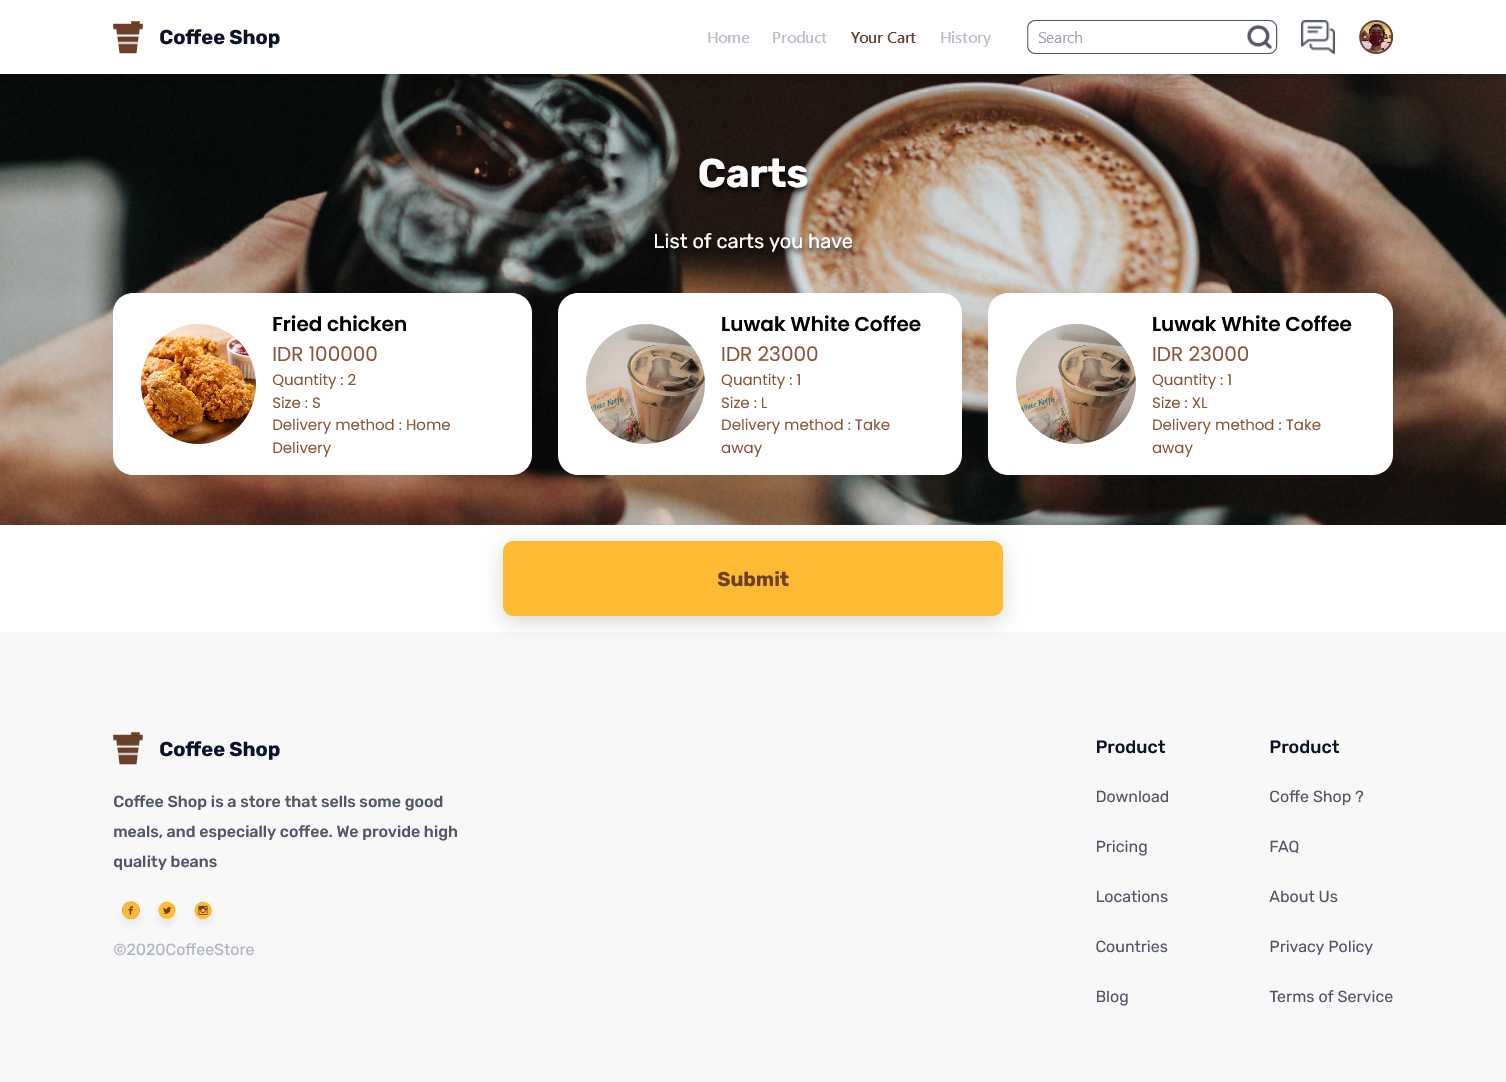 Coffee Shop
Home
Product
Your Cart
History
Search
Carts
List of carts you have
Fried chicken
IDR 100000
Quantity : 2
Size : S
Delivery method : Home
Delivery
Luwak White Coffee
IDR 23000
Quantity : 1
Size : L
Delivery method : Take
away
Luwak White Coffee
IDR 23000
Quantity : 1
Size : XL
Delivery method : Take
away
Submit
Coffee Shop
Coffee Shop is a store that sells some good
meals, and especially coffee. We provide high
quality beans
©2020CoffeeStore
Product
Download
Pricing
Locations
Countries
Blog
Product
Coffe Shop ?
FAQ
About Us
Privacy Policy
Terms of Service